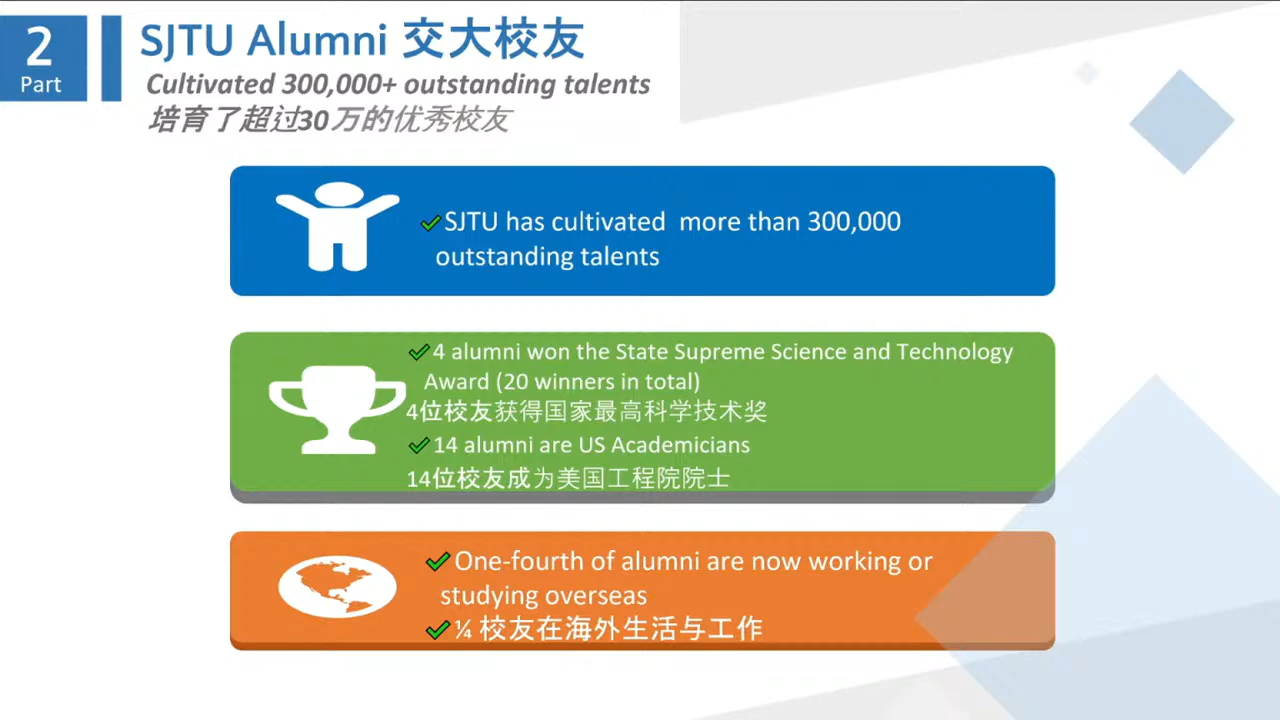 2
Part
SJTU Alumni 交大校友
Cultivated 300,000+ outstanding talents
培育了超过30万的优秀校友
SJTU has cultivated more than 300,000
outstanding talents
4 alumni won the State Supreme Science and Technology
Award (20 winners in total)
4位校友获得国家最高科学技术奖
14 alumni are US Academicians
14位校友成为美国工程院院士
One-fourth of alumni are now working or
studying overseas
¼ 校友在海外生活与工作